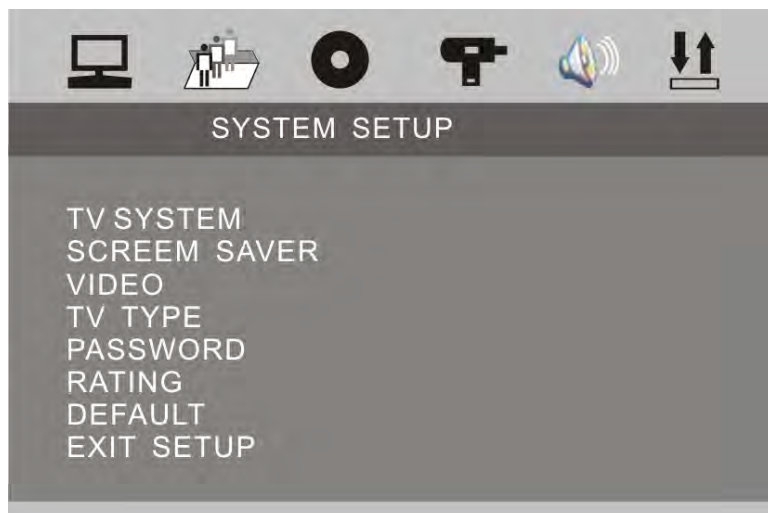 SYSTEM SETUP
TV SYSTEM
SCREEM SAVER
VIDEO
TV TYPE
PASSWORD
RATING
DEFAULT
EXIT SETUP